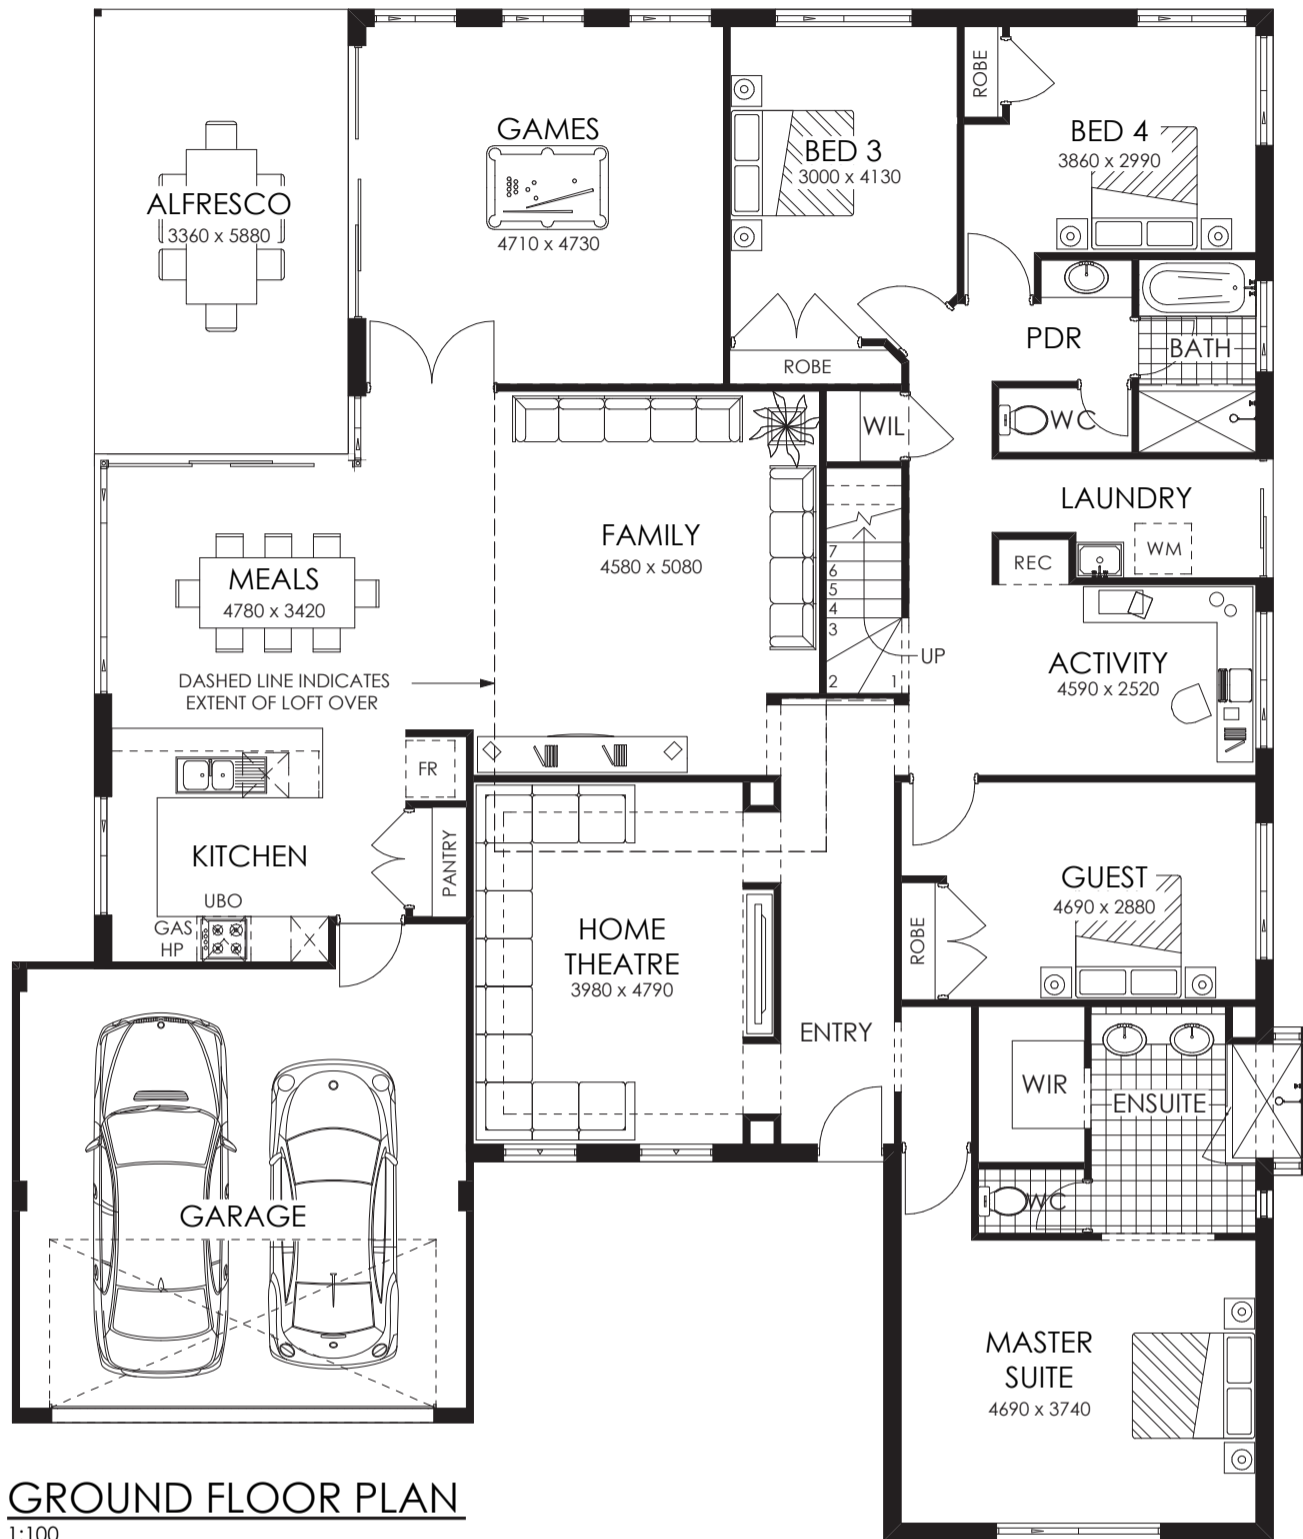 GAMES
4710 x 4730
BED 3
3000 x 4130
ROBE
BED 4
3860 x 2990
ALFRESCO
3360 x 5880
ROBE
PDR
BATH
WC
WIL
LAUNDRY
WM
REC
FAMILY
4580 x 5080
MEALS
4780 x 3420
DASHED LINE INDICATES
EXTENT OF LOFT OVER
7
6
5
4
3
2
1
UP
ACTIVITY
4590 x 2520
FR
KITCHEN
PANTRY
UBO
GAS
HP
HOME
THEATRE
3980 x 4790
ENTRY
GUEST
4690 x 2880
ROBE
WIR
ENSUITE
WC
GARAGE
MASTER
SUITE
4690 x 3740
GROUND FLOOR PLAN
1:100